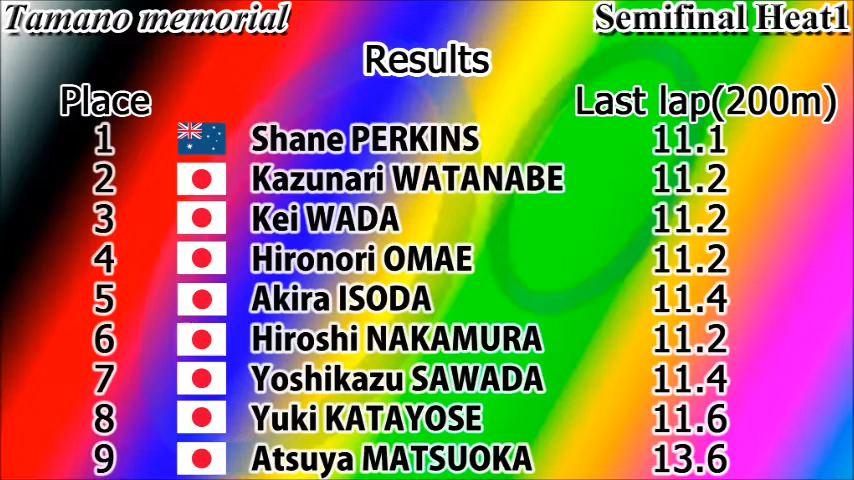 Tamano memorial Semifinal Heat1
Results
Place Last lap(200m)
1 Shane PERKINS 11.1
2 Kazunari WATANABE 11.2
3 Kei WADA 11.2
4 Hironori OMAE 11.2
5 Akira ISODA 11.4
6 Hiroshi NAKAMURA 11.2
7 Yoshikazu SAWADA 11.4
8 Yuki KATAYOSE 11.6
9 Atsuya MATSUOKA 13.6